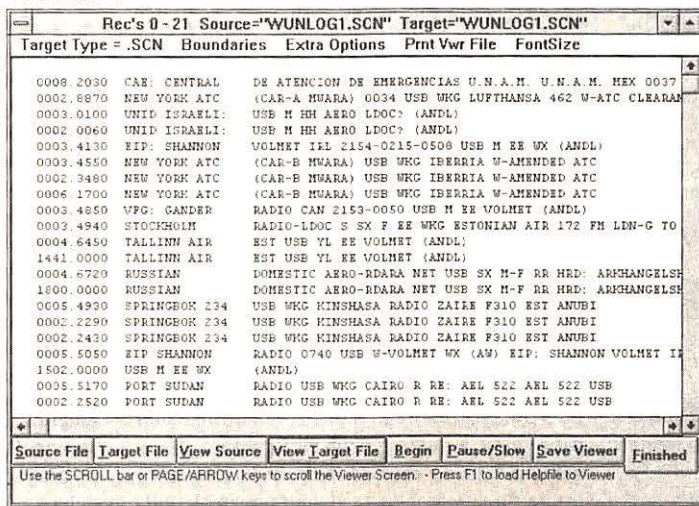 Rec's 0 - 21 Source="WUNLOG1.SCN" Target="WUNLOG1.SCN"
Target Type = .SCN Boundaries Extra Options Prnt Vwr File FontSize
0008.2030 CAE: CENTRAL DE ATENCION DE EMERGENCIAS U.N.A.M. U.N.A.M. MEX 0037
0002.8870 NEW YORK ATC (CAR-A MWARA) 0034 USB WKG LUFTHANSA 462 W-ATC CLEARAN
0003.0100 UNID ISRAELI: USB M HH AERO LDOC? (ANDL)
0002.0060 UNID ISRAELI: USB M HH AERO LDOC? (ANDL)
0003.4130 EIP: SHANNON VOLMET IRL 2154-0215-0508 USB M EE WX (ANDL)
0003.4550 NEW YORK ATC (CAR-B MWARA) USB WKG IBERRIA W-AMENDED ATC
0002.3480 NEW YORK ATC (CAR-B MWARA) USB WKG IBERRIA W-AMENDED ATC
0006.1700 NEW YORK ATC (CAR-B MWARA) USB WKG IBERRIA W-AMENDED ATC
0003.4850 VFG: GANDER RADIO CAN 2153-0050 USB M EE VOLMET (ANDL)
0003.4940 STOCKHOLM RADIO-LDOC S SX F EE WKG ESTONIAN AIR 172 FM LDN-G TO
0004.6450 TALLINN AIR EST USB YL EE VOLMET (ANDL)
1441.0000 TALLINN AIR EST USB YL EE VOLMET (ANDL)
0004.6720 RUSSIAN DOMESTIC AERO-RDARA NET USB SX M-F RR HRD: ARKHANGELSK
1800.0000 RUSSIAN DOMESTIC AERO-RDARA NET USB SX M-F RR HRD: ARKHANGELSK
0005.4930 SPRINGBOK 234 USB WKG KINSHASA RADIO ZAIRE F310 EST ANUBI
0002.2290 SPRINGBOK 234 USB WKG KINSHASA RADIO ZAIRE F310 EST ANUBI
0002.2430 SPRINGBOK 234 USB WKG KINSHASA RADIO ZAIRE F310 EST ANUBI
0005.5050 EIP SHANNON RADIO 0740 USB W-VOLMET WX (AW) EIP: SHANNON VOLMET
1502.0000 USB M EE WX (ANDL)
0005.5170 PORT SUDAN RADIO USB WKG CAIRO R RE: AEL 522 AEL 522 USB
0002.2520 PORT SUDAN RADIO USB WKG CAIRO R RE: AEL 522 AEL 522 USB
Source File Target File View Source View Target File Begin Pause/Slow Save Viewer Finished
Use the SCROLL bar or PAGE/ARROW keys to scroll the Viewer Screen. - Press F1 to load Helpfile to Viewer